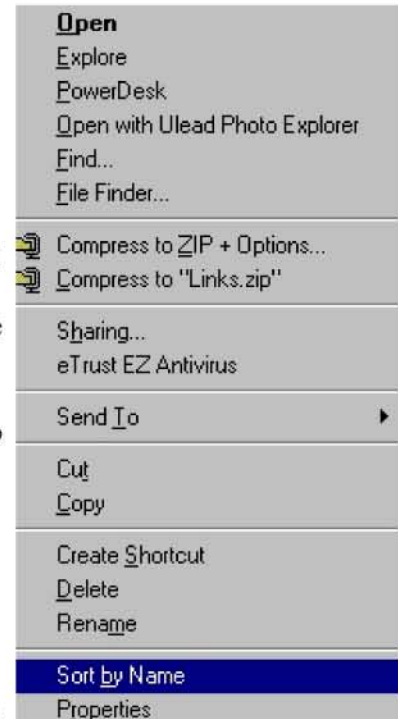 Open
Explore
PowerDesk
Open with Ulead Photo Explorer
Find...
File Finder...
Compress to ZIP + Options...
Compress to "Links.zip"
Sharing...
eTrust EZ Antivirus
Send To
Cut
Copy
Create Shortcut
Delete
Rename
Sort by Name
Properties